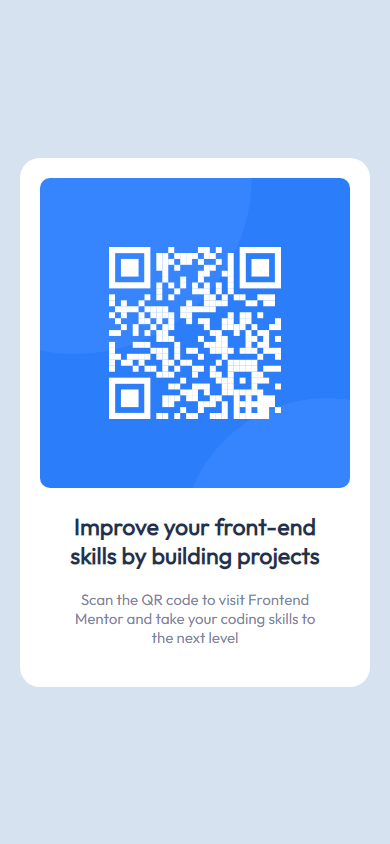 Improve your front-end
skills by building projects
Scan the QR code to visit Frontend
Mentor and take your coding skills to
the next level